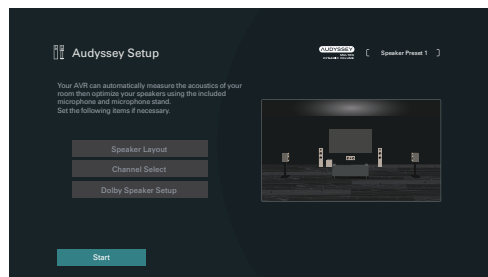 Audyssey Setup
AUDYSSEY
DYNAMIC VOLUME
Speaker Preset 1
Your AVR can automatically measure the acoustics of your
room then optimize your speakers using the included
microphone and microphone stand.
Set the following items if necessary.
Speaker Layout
Channel Select
Dolby Speaker Setup
Start